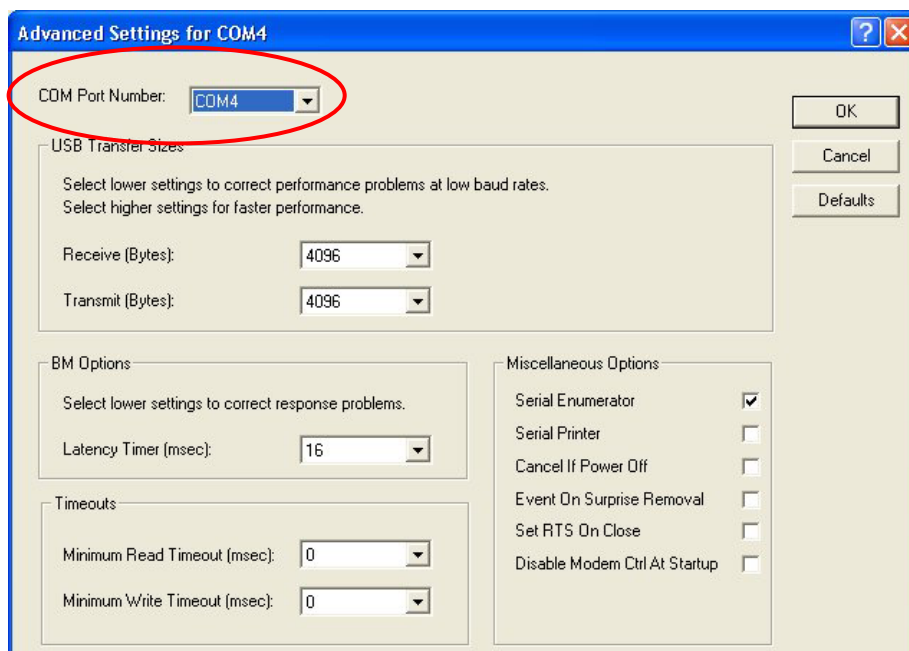 Advanced Settings for COM4
COM Port Number: COM4
OK
Cancel
Defaults
USB Transfer Sizes
Select lower settings to correct performance problems at low baud rates.
Select higher settings for faster performance.
Receive (Bytes): 4096
Transmit (Bytes): 4096
BM Options
Select lower settings to correct response problems.
Latency Timer (msec): 16
Timeouts
Minimum Read Timeout (msec): 0
Minimum Write Timeout (msec): 0
Miscellaneous Options
Serial Enumerator
Serial Printer
Cancel If Power Off
Event On Surprise Removal
Set RTS On Close
Disable Modem Ctrl At Startup